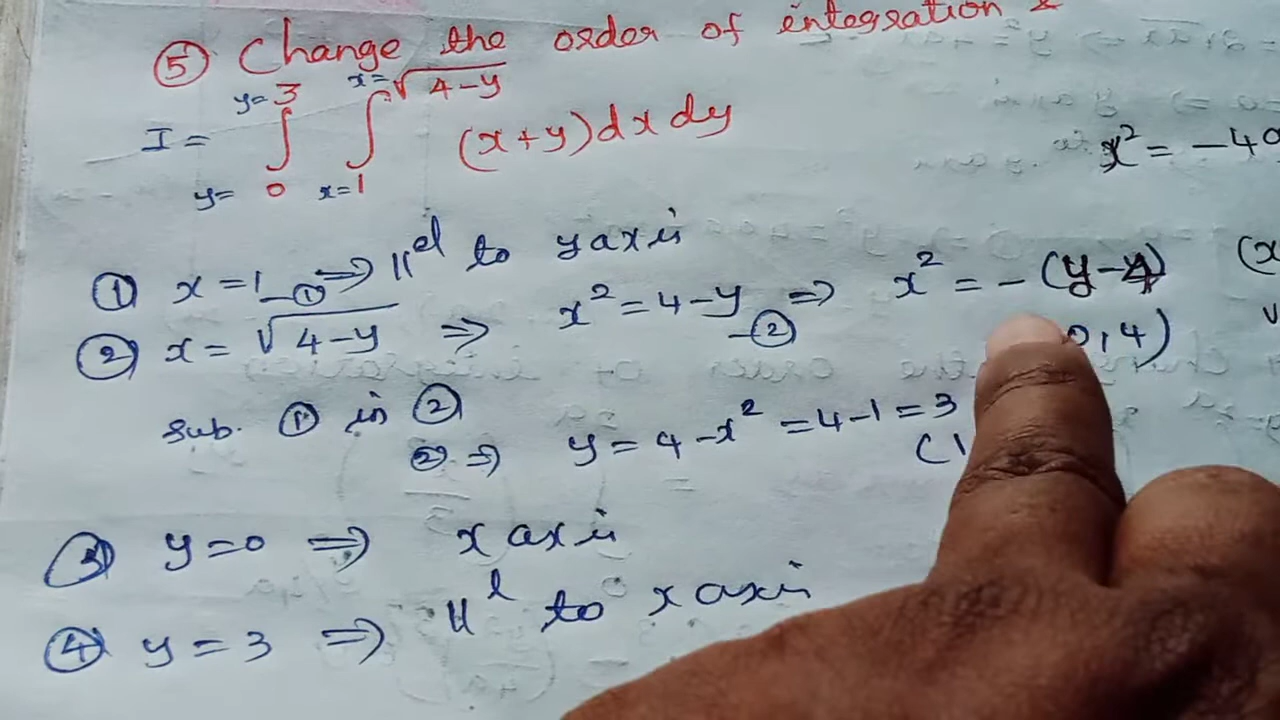 ⑤ Change the order of integration &
I = ∫_{y=0}^{y=3} ∫_{x=1}^{x=√(4-y)} (x+y) dx dy
x² = -4a
① x=1 -① ⇒ ||el to y axis
② x = √(4-y) ⇒ x² = 4-y -② ⇒ x² = -(y-4) (x
0,4)
sub. ① in ②
② ⇒ y = 4-x² = 4-1 = 3
(1
③ y=0 ⇒ x axis
④ y=3 ⇒ ||l to x axis